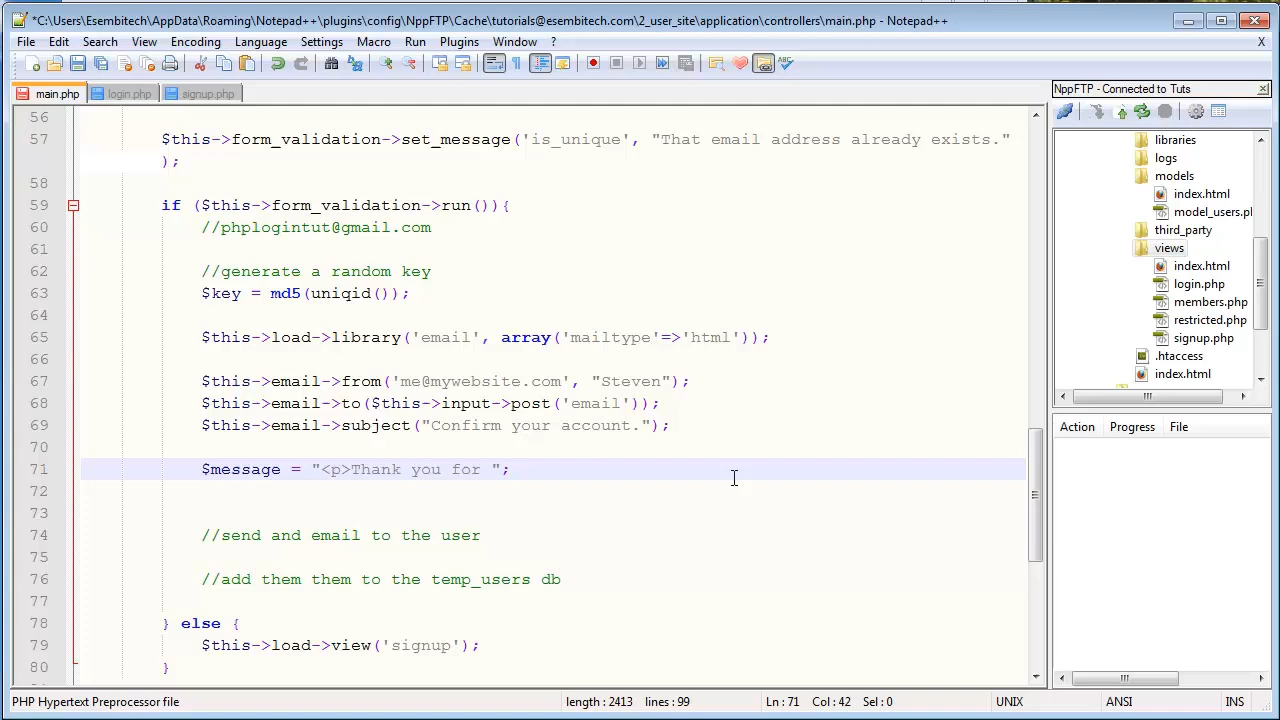 *C:\Users\Esembitech\AppData\Roaming\Notepad++\plugins\config\NppFTP\Cache\tutorials@esembitech.com\2_user_site\application\controllers\main.php - Notepad++
File Edit Search View Encoding Language Settings Macro Run Plugins Window ? X
main.php login.php signup.php
NppFTP - Connected to Tuts
56
57 $this->form_validation->set_message('is_unique', "That email address already exists."
);
58
59 if ($this->form_validation->run()){
60 //phplogintut@gmail.com
61
62 //generate a random key
63 $key = md5(uniqid());
64
65 $this->load->library('email', array('mailtype'=>'html'));
66
67 $this->email->from('me@mywebsite.com', "Steven");
68 $this->email->to($this->input->post('email'));
69 $this->email->subject("Confirm your account.");
70
71 $message = "<p>Thank you for ";
72
73
74 //send and email to the user
75
76 //add them them to the temp_users db
77
78 } else {
79 $this->load->view('signup');
80 }
libraries
logs
models
index.html
model_users.pl
third_party
views
index.html
login.php
members.php
restricted.php
signup.php
.htaccess
index.html
Action Progress File
PHP Hypertext Preprocessor file length : 2413 lines : 99 Ln : 71 Col : 42 Sel : 0 UNIX ANSI INS